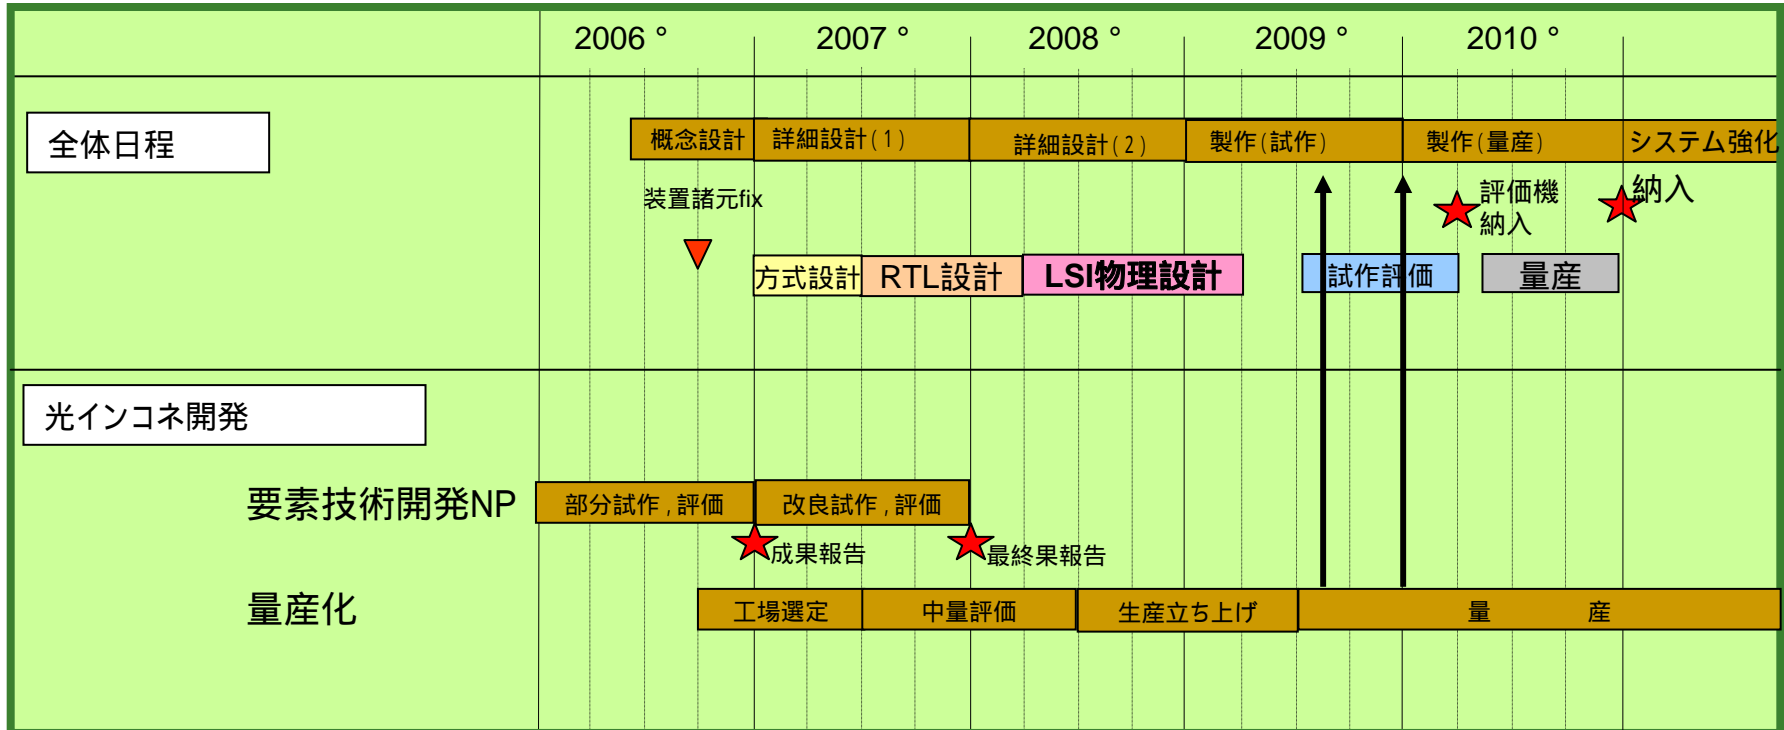 2006 ° 2007 ° 2008 ° 2009 ° 2010 °
全体日程
概念設計 詳細設計(1) 詳細設計(2) 製作(試作) 製作(量産) システム強化
装置諸元fix
評価機
納入
納入
方式設計 RTL設計 LSI物理設計 試作評価 量産
光インコネ開発
要素技術開発NP
部分試作,評価 改良試作,評価
成果報告 最終果報告
量産化
工場選定 中量評価 生産立ち上げ 量 産